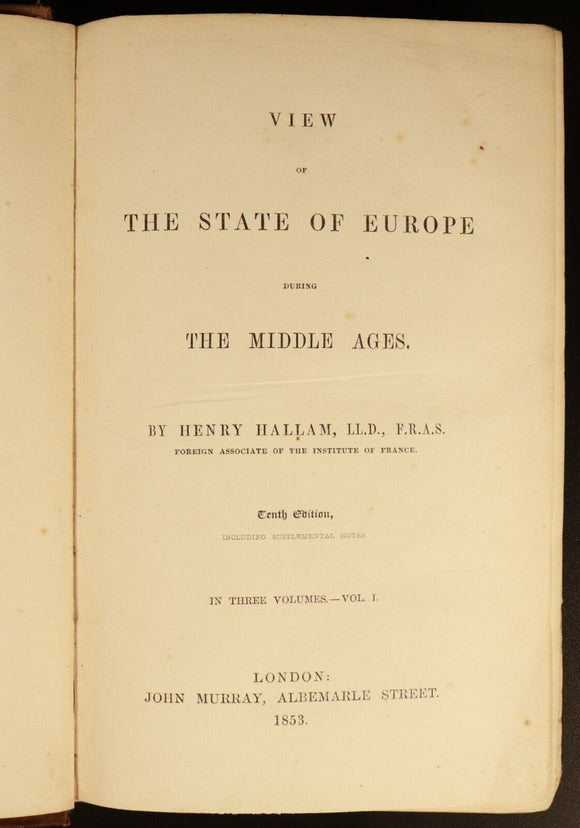 VIEW
OF
THE STATE OF EUROPE
DURING
THE MIDDLE AGES.
BY HENRY HALLAM, LL.D., F.R.A.S.
FOREIGN ASSOCIATE OF THE INSTITUTE OF FRANCE.
Tenth Edition,
INCLUDING SUPPLEMENTAL NOTES
IN THREE VOLUMES.—VOL. I.
LONDON:
JOHN MURRAY, ALBEMARLE STREET.
1853.